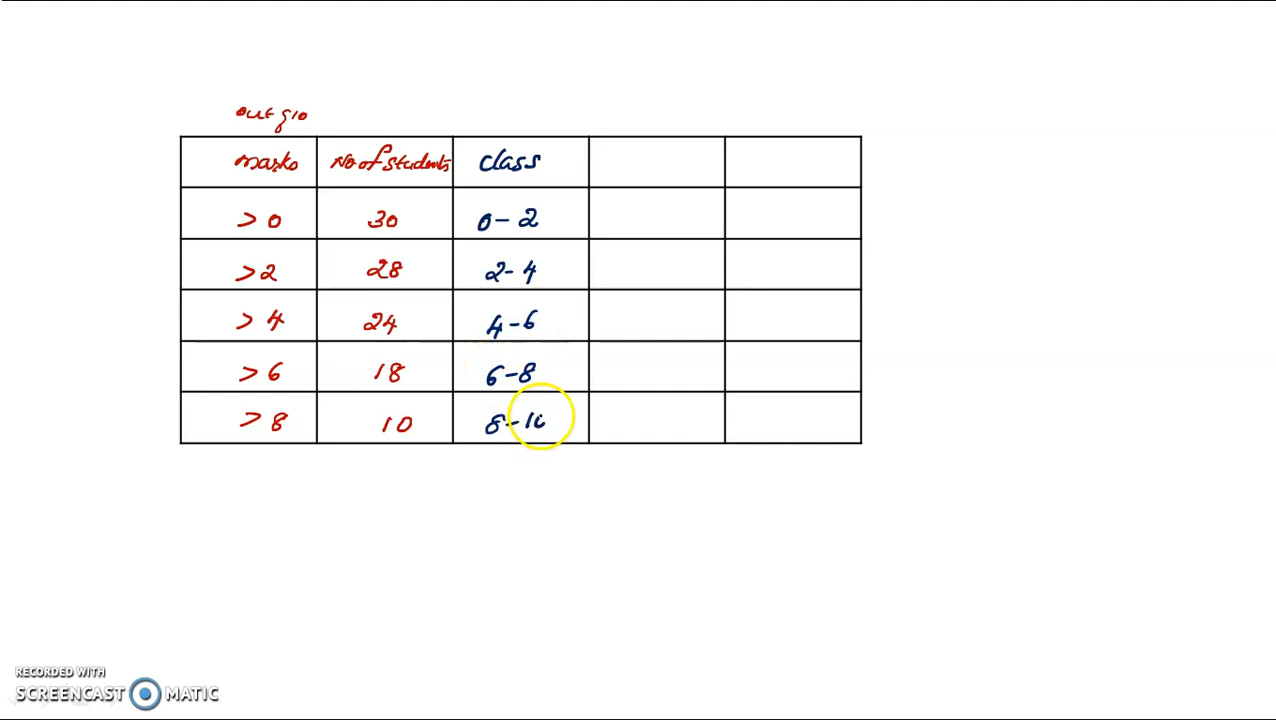 out of 10
marks No of students class
>0 30 0-2
>2 28 2-4
>4 24 4-6
>6 18 6-8
>8 10 8-10
RECORDED WITH
SCREENCAST MATIC